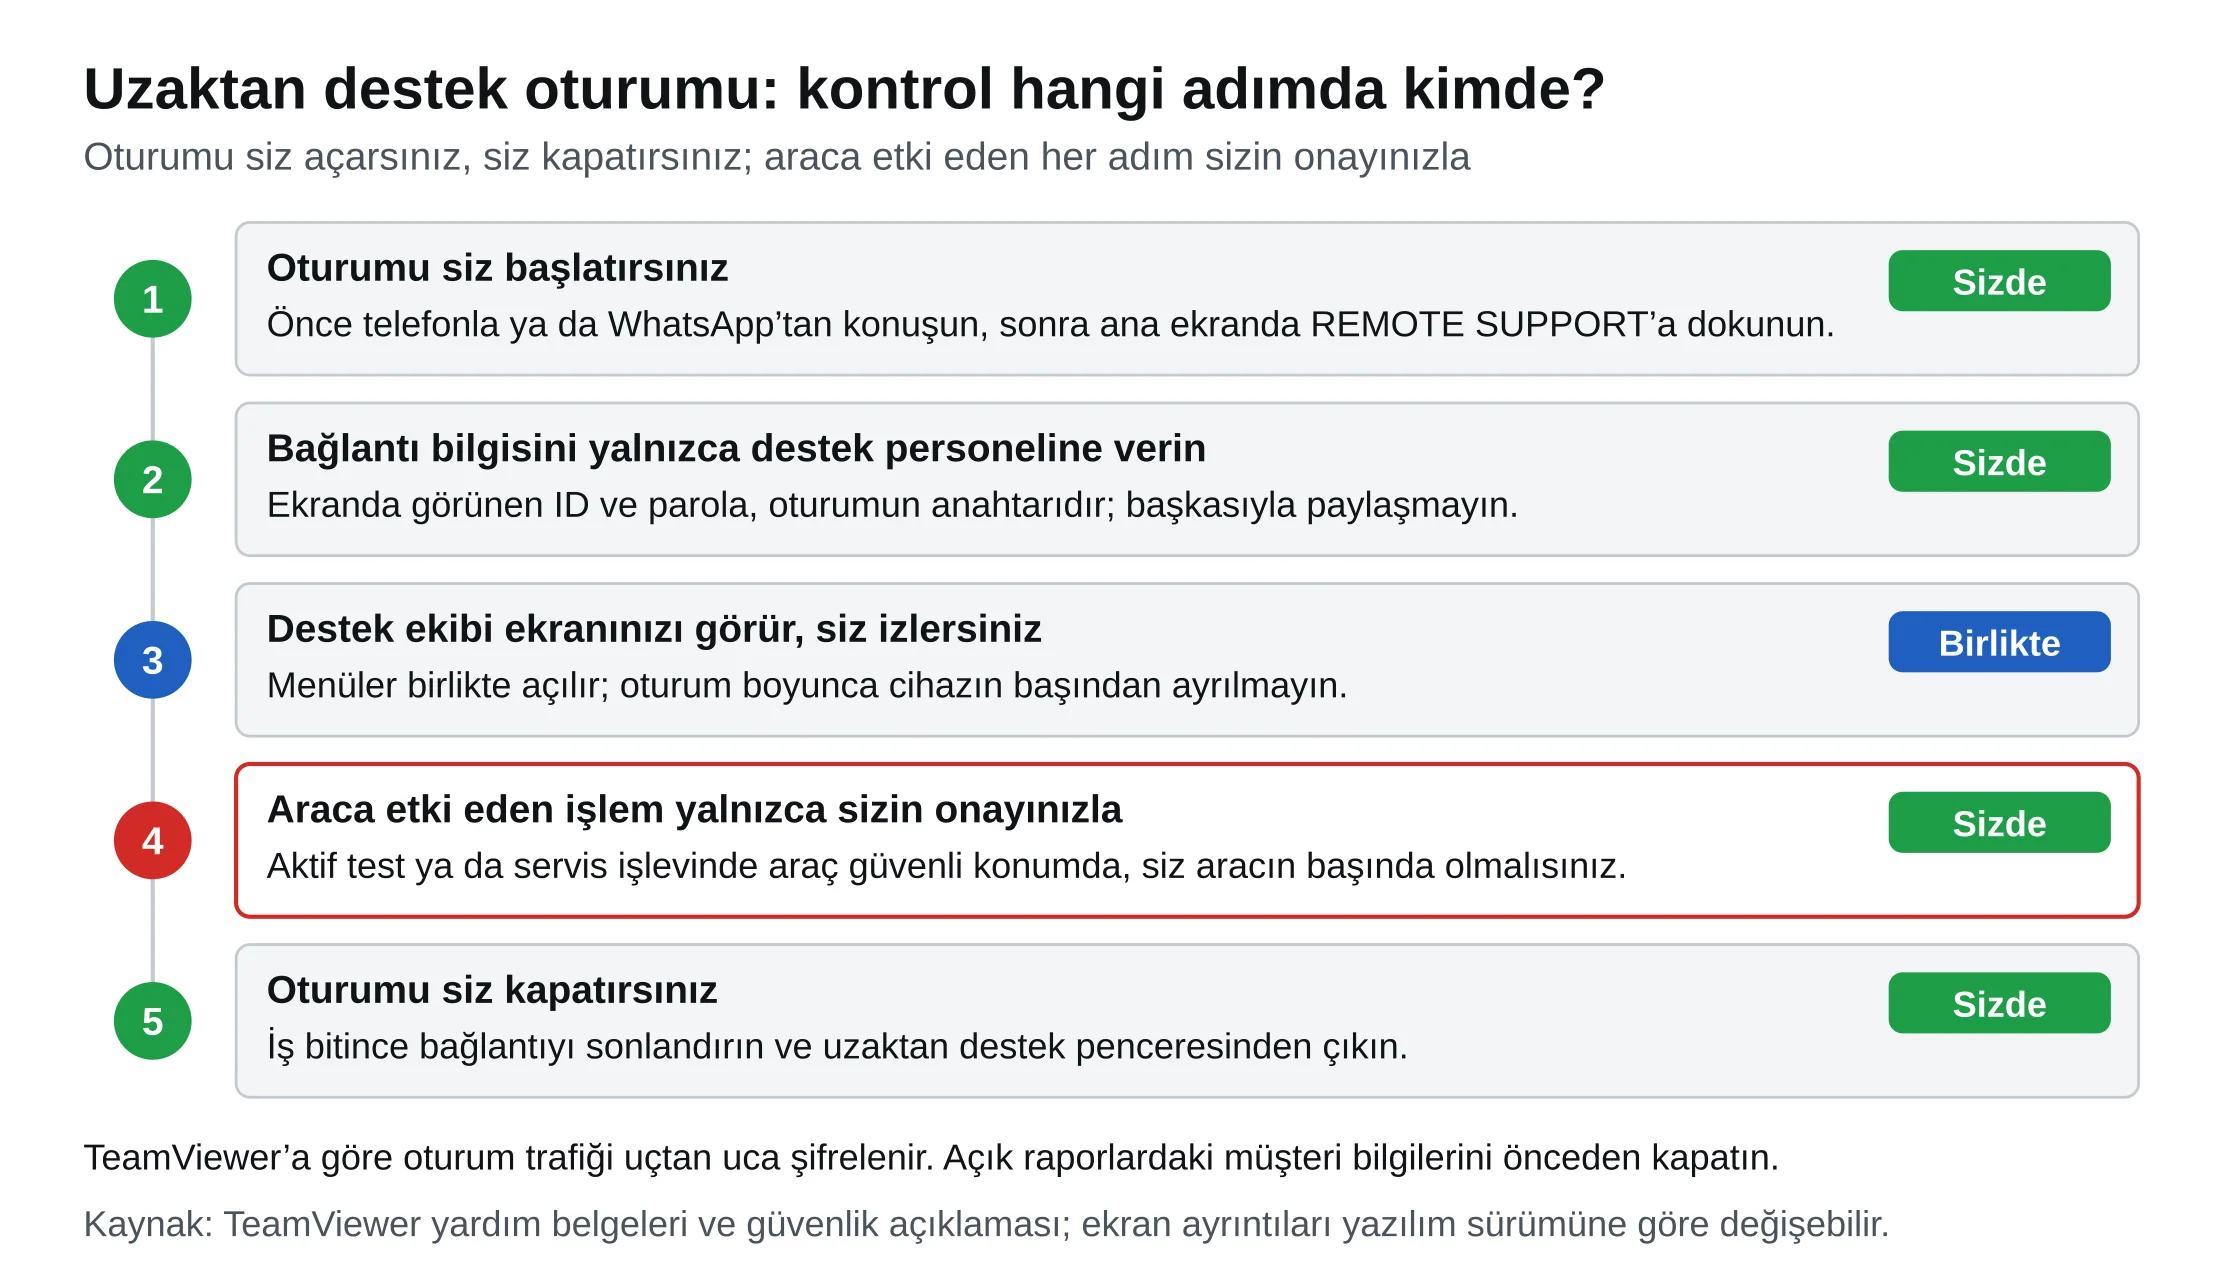 Uzaktan destek oturumu: kontrol hangi adımda kimde?
Oturumu siz açarsınız, siz kapatırsınız; araca etki eden her adım sizin onayınızla
1
Oturumu siz başlatırsınız
Sizde
Önce telefonla ya da WhatsApp’tan konuşun, sonra ana ekranda REMOTE SUPPORT’a dokunun.
2
Bağlantı bilgisini yalnızca destek personeline verin
Sizde
Ekranda görünen ID ve parola, oturumun anahtarıdır; başkasıyla paylaşmayın.
3
Destek ekibi ekranınızı görür, siz izlersiniz
Birlikte
Menüler birlikte açılır; oturum boyunca cihazın başından ayrılmayın.
4
Araca etki eden işlem yalnızca sizin onayınızla
Sizde
Aktif test ya da servis işlevinde araç güvenli konumda, siz aracın başında olmalısınız.
5
Oturumu siz kapatırsınız
Sizde
İş bitince bağlantıyı sonlandırın ve uzaktan destek penceresinden çıkın.
TeamViewer’a göre oturum trafiği uçtan uca şifrelenir. Açık raporlardaki müşteri bilgilerini önceden kapatın.
Kaynak: TeamViewer yardım belgeleri ve güvenlik açıklaması; ekran ayrıntıları yazılım sürümüne göre değişebilir.